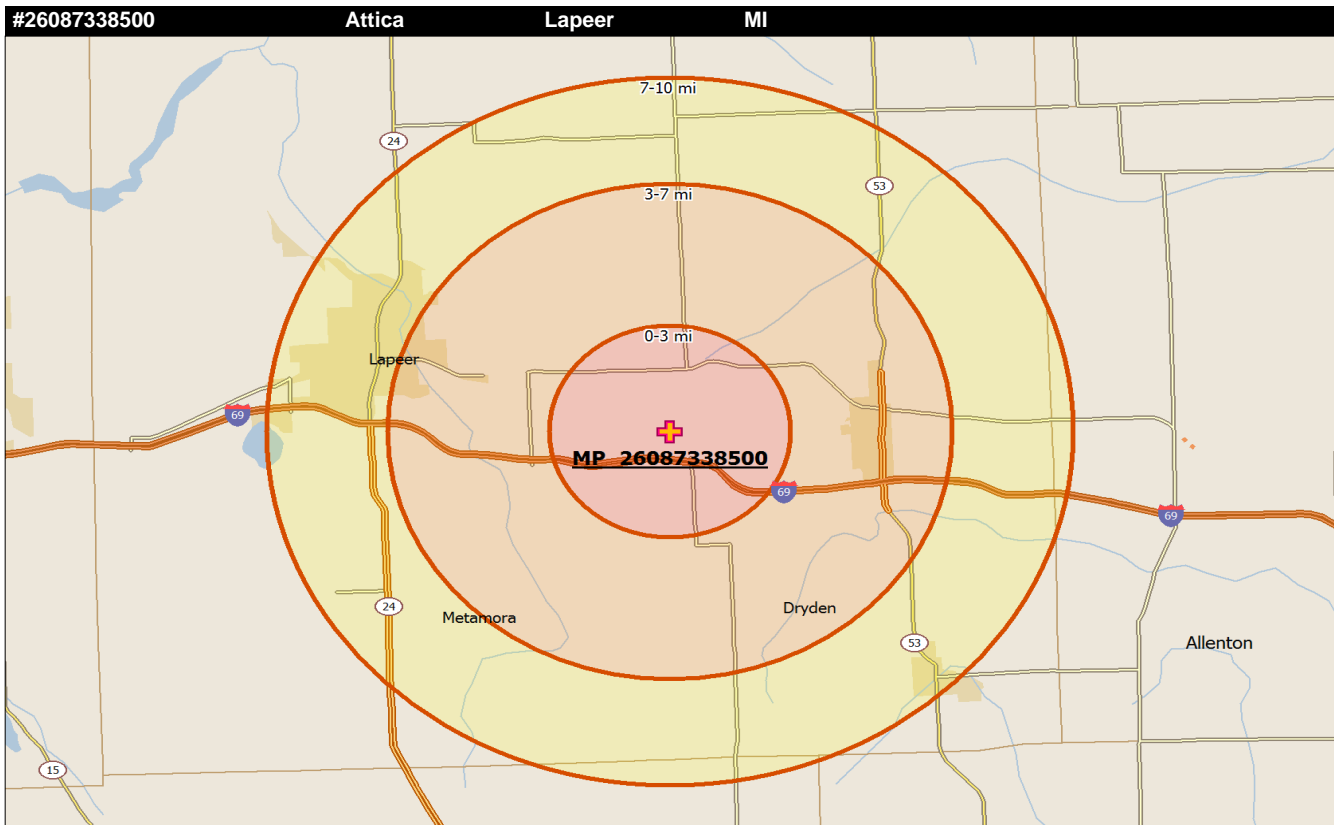 #26087338500 Attica Lapeer MI
7-10 mi
24
53
3-7 mi
0-3 mi
Lapeer
69
MP 26087338500
69
69
24
Metamora
Dryden
53
Allenton
15